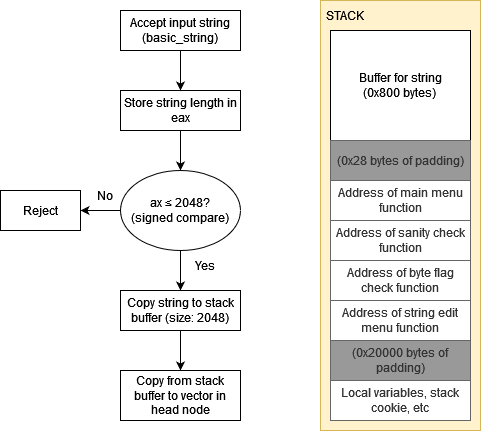 Accept input string
(basic_string)
Store string length in
eax
ax ≤ 2048?
(signed compare)
No
Reject
Yes
Copy string to stack
buffer (size: 2048)
Copy from stack
buffer to vector in
head node
STACK
Buffer for string
(0x800 bytes)
(0x28 bytes of padding)
Address of main menu
function
Address of sanity check
function
Address of byte flag
check function
Address of string edit
menu function
(0x20000 bytes of
padding)
Local variables, stack
cookie, etc